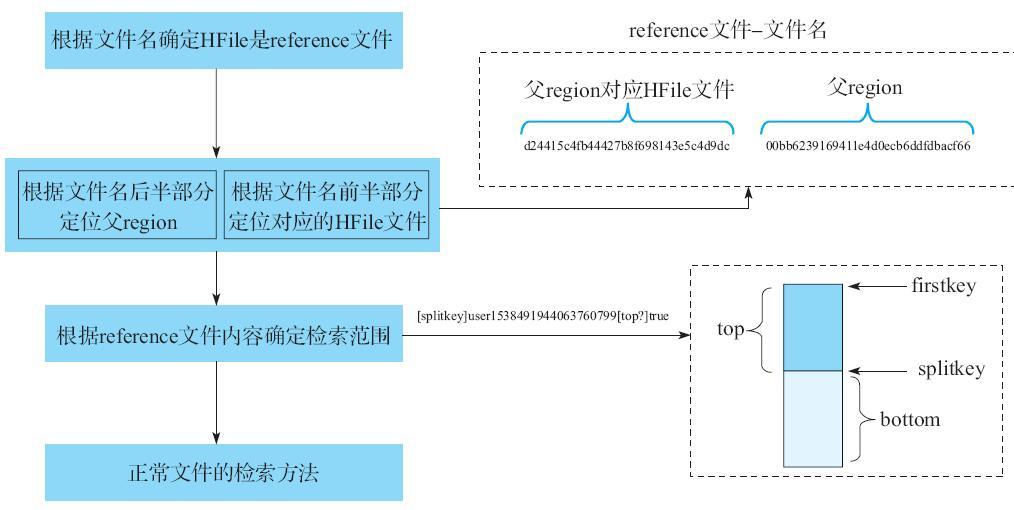 根据文件名确定HFile是reference文件
reference文件–文件名
父region对应HFile文件
父region
d24415c4fb44427b8f698143e5c4d9dc
00bb6239169411e4d0ecb6ddfdbacf66
根据文件名后半部分
定位父region
根据文件名前半部分
定位对应的HFile文件
根据reference文件内容确定检索范围
[splitkey]user1538491944063760799[top?]true
firstkey
top
splitkey
bottom
正常文件的检索方法